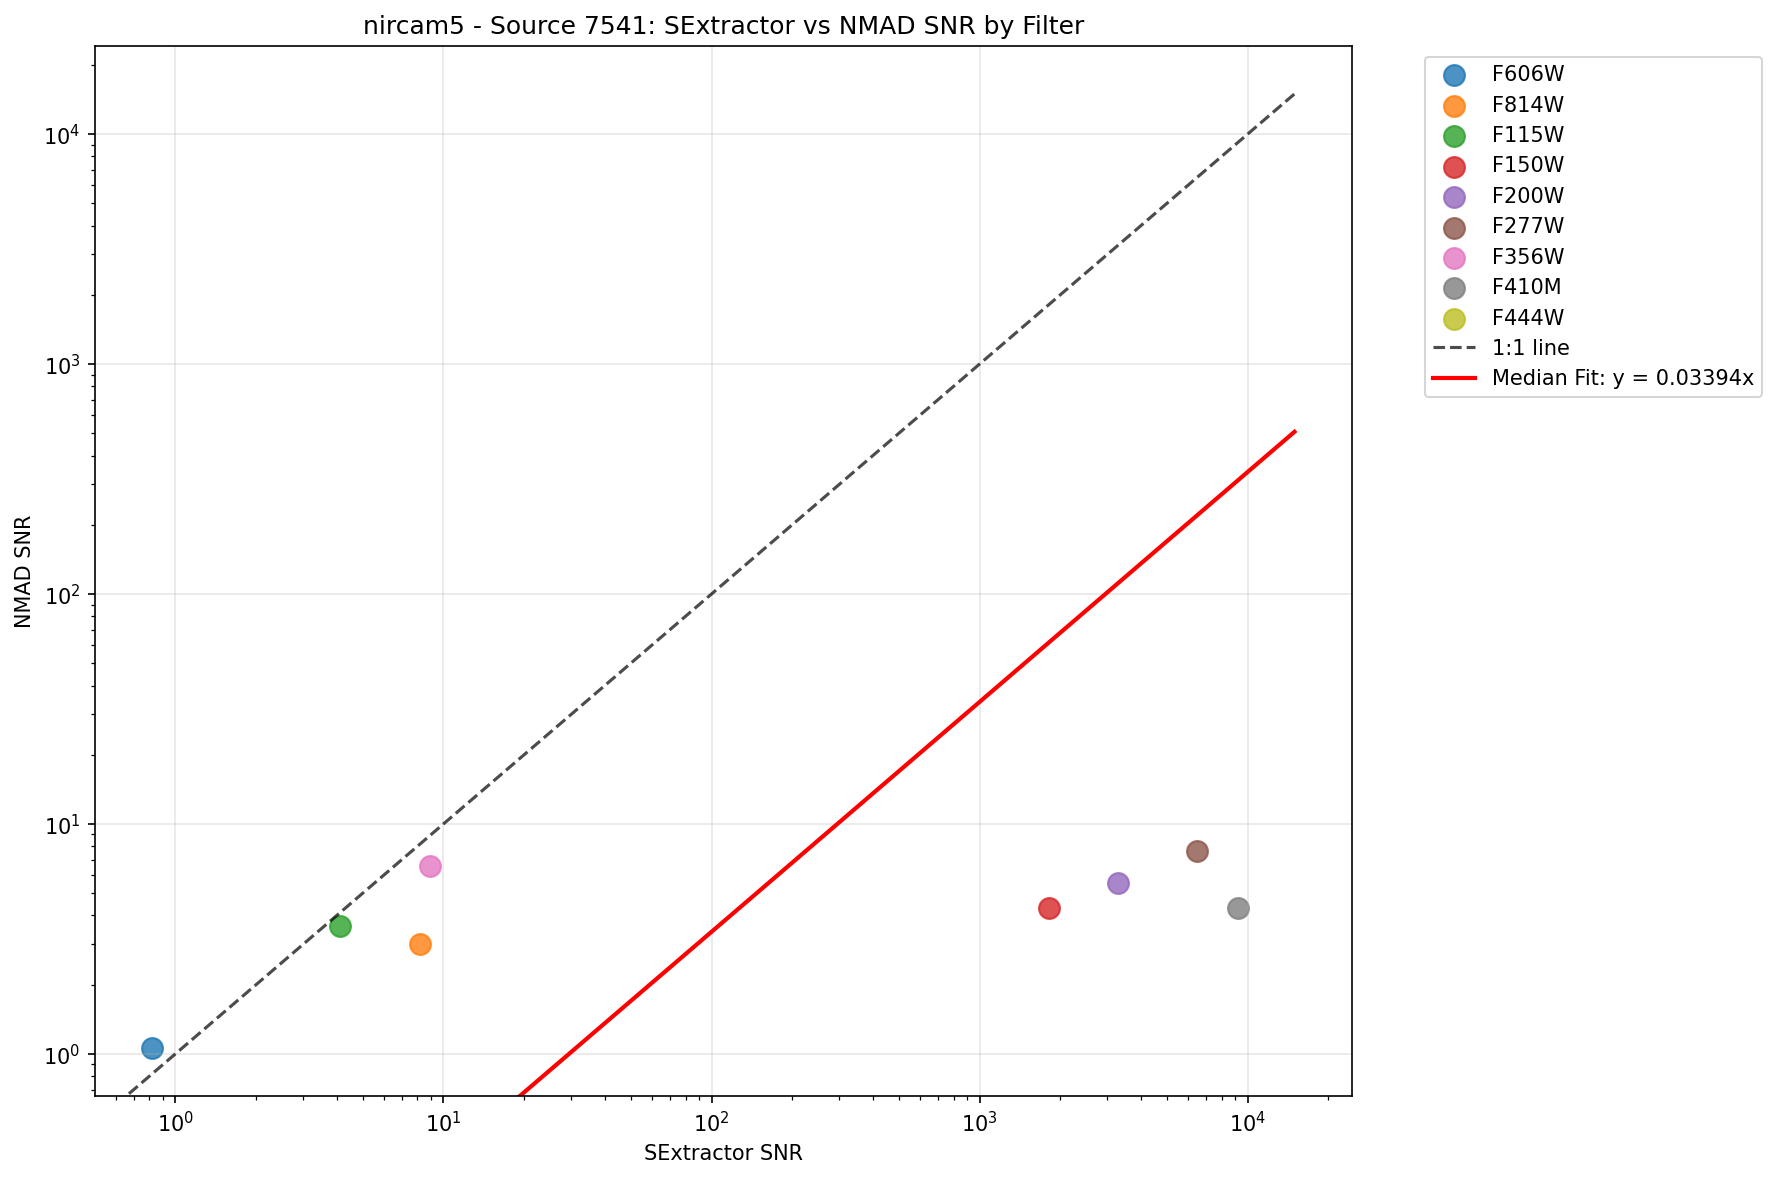 nircam5 - Source 7541: SExtractor vs NMAD SNR by Filter
F606W
F814W
F115W
F150W
F200W
F277W
F356W
F410M
F444W
1:1 line
Median Fit: y = 0.03394x
NMAD SNR
10⁴
10³
10²
10¹
10⁰
10⁰ 10¹ 10² 10³ 10⁴
SExtractor SNR